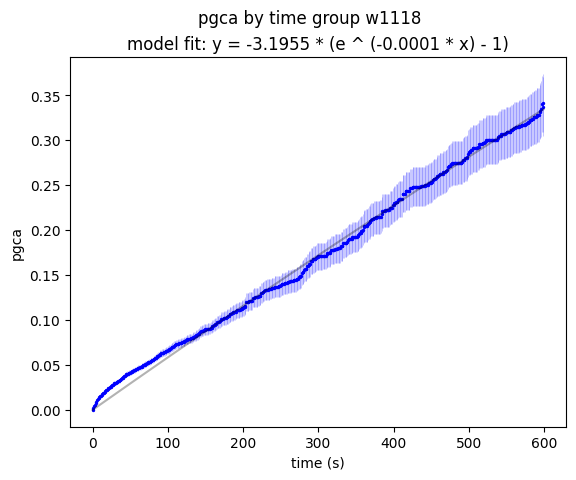 pgca by time group w1118
model fit: y = -3.1955 * (e ^ (-0.0001 * x) - 1)
0.35
0.30
0.25
0.20
0.15
0.10
0.05
0.00
pgca
0 100 200 300 400 500 600
time (s)